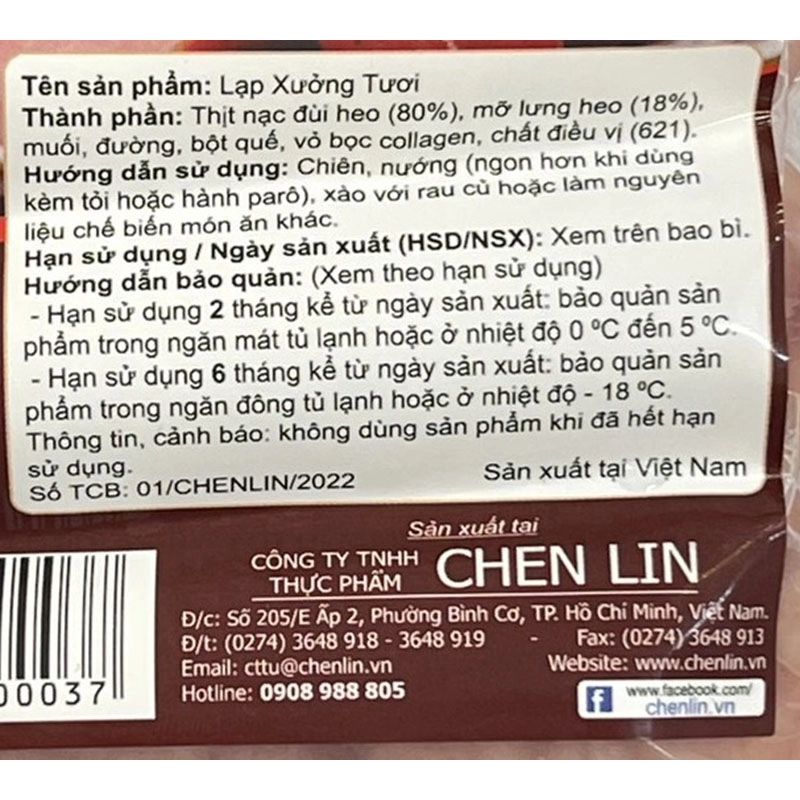 Tên sản phẩm: Lạp Xưởng Tươi
Thành phần: Thịt nạc đùi heo (80%), mỡ lưng heo (18%),
muối, đường, bột quế, vỏ bọc collagen, chất điều vị (621).
Hướng dẫn sử dụng: Chiên, nướng (ngon hơn khi dùng
kèm tỏi hoặc hành parô), xào với rau củ hoặc làm nguyên
liệu chế biến món ăn khác.
Hạn sử dụng / Ngày sản xuất (HSD/NSX): Xem trên bao bì.
Hướng dẫn bảo quản: (Xem theo hạn sử dụng)
- Hạn sử dụng 2 tháng kể từ ngày sản xuất: bảo quản sản
phẩm trong ngăn mát tủ lạnh hoặc ở nhiệt độ 0 ºC đến 5 ºC.
- Hạn sử dụng 6 tháng kể từ ngày sản xuất: bảo quản sản
phẩm trong ngăn đông tủ lạnh hoặc ở nhiệt độ - 18 ºC.
Thông tin, cảnh báo: không dùng sản phẩm khi đã hết hạn
sử dụng.
Số TCB: 01/CHENLIN/2022
Sản xuất tại Việt Nam
Sản xuất tại
CÔNG TY TNHH
THỰC PHẨM
CHEN LIN
Đ/c: Số 205/E Ấp 2, Phường Bình Cơ, TP. Hồ Chí Minh, Việt Nam.
Đ/t: (0274) 3648 918 - 3648 919 - Fax: (0274) 3648 913
Email: cttu@chenlin.vn Website: www.chenlin.vn
Hotline: 0908 988 805
www.facebook.com/
chenlin.vn
00037